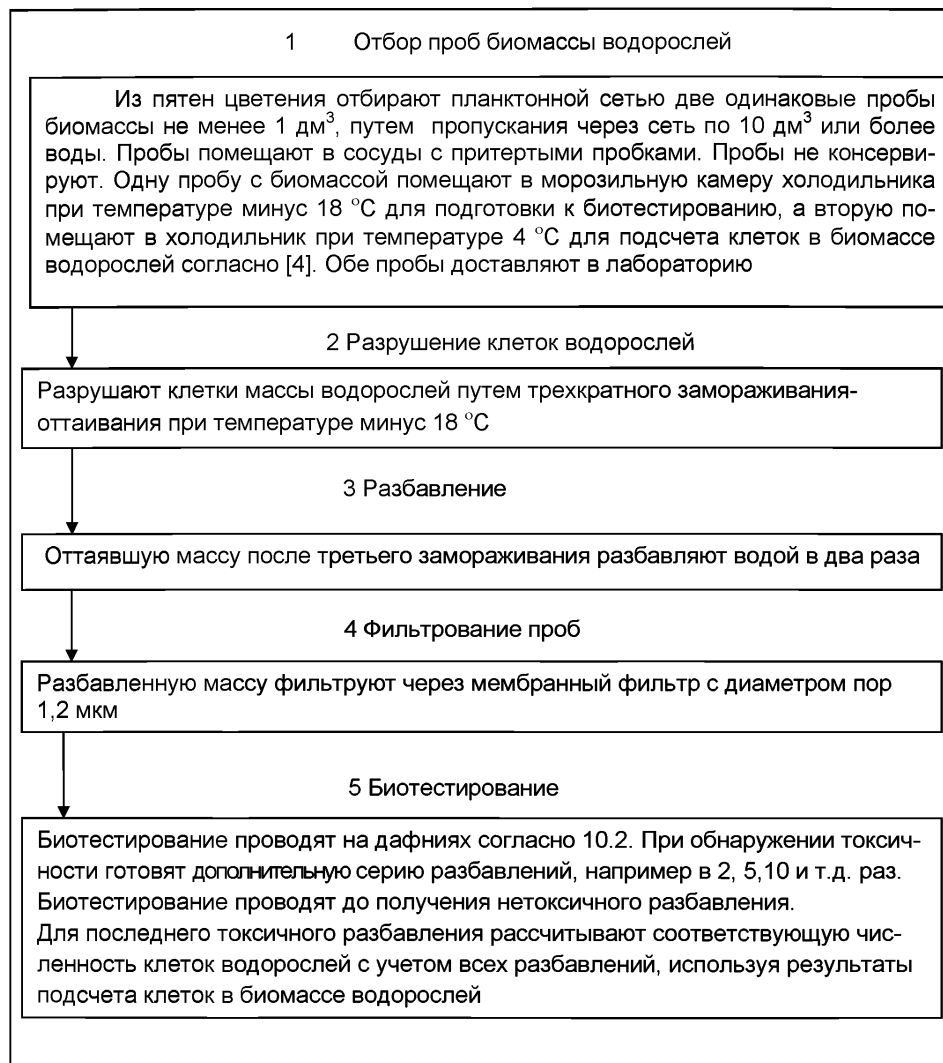 1 Отбор проб биомассы водорослей
Из пятен цветения отбирают планктонной сетью две одинаковые пробы
биомассы не менее 1 дм³, путем пропускания через сеть по 10 дм³ или более
воды. Пробы помещают в сосуды с притертыми пробками. Пробы не консерви-
руют. Одну пробу с биомассой помещают в морозильную камеру холодильника
при температуре минус 18 °С для подготовки к биотестированию, а вторую по-
мещают в холодильник при температуре 4 °С для подсчета клеток в биомассе
водорослей согласно [4]. Обе пробы доставляют в лабораторию
2 Разрушение клеток водорослей
Разрушают клетки массы водорослей путем трехкратного замораживания-
оттаивания при температуре минус 18 °С
3 Разбавление
Оттаявшую массу после третьего замораживания разбавляют водой в два раза
4 Фильтрование проб
Разбавленную массу фильтруют через мембранный фильтр с диаметром пор
1,2 мкм
5 Биотестирование
Биотестирование проводят на дафниях согласно 10.2. При обнаружении токсич-
ности готовят дополнительную серию разбавлений, например в 2, 5,10 и т.д. раз.
Биотестирование проводят до получения нетоксичного разбавления.
Для последнего токсичного разбавления рассчитывают соответствующую чис-
ленность клеток водорослей с учетом всех разбавлений, используя результаты
подсчета клеток в биомассе водорослей